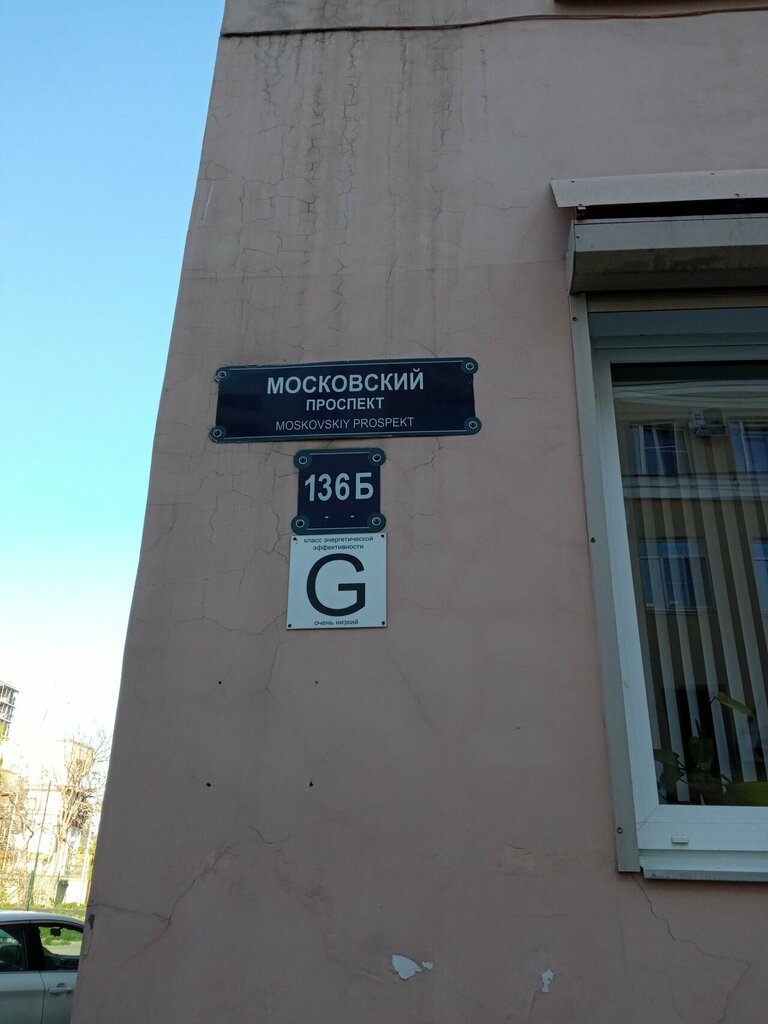 МОСКОВСКИЙ
ПРОСПЕКТ
MOSKOVSKIY PROSPEKT
136Б
класс энергетической
эффективности
G
очень низкий